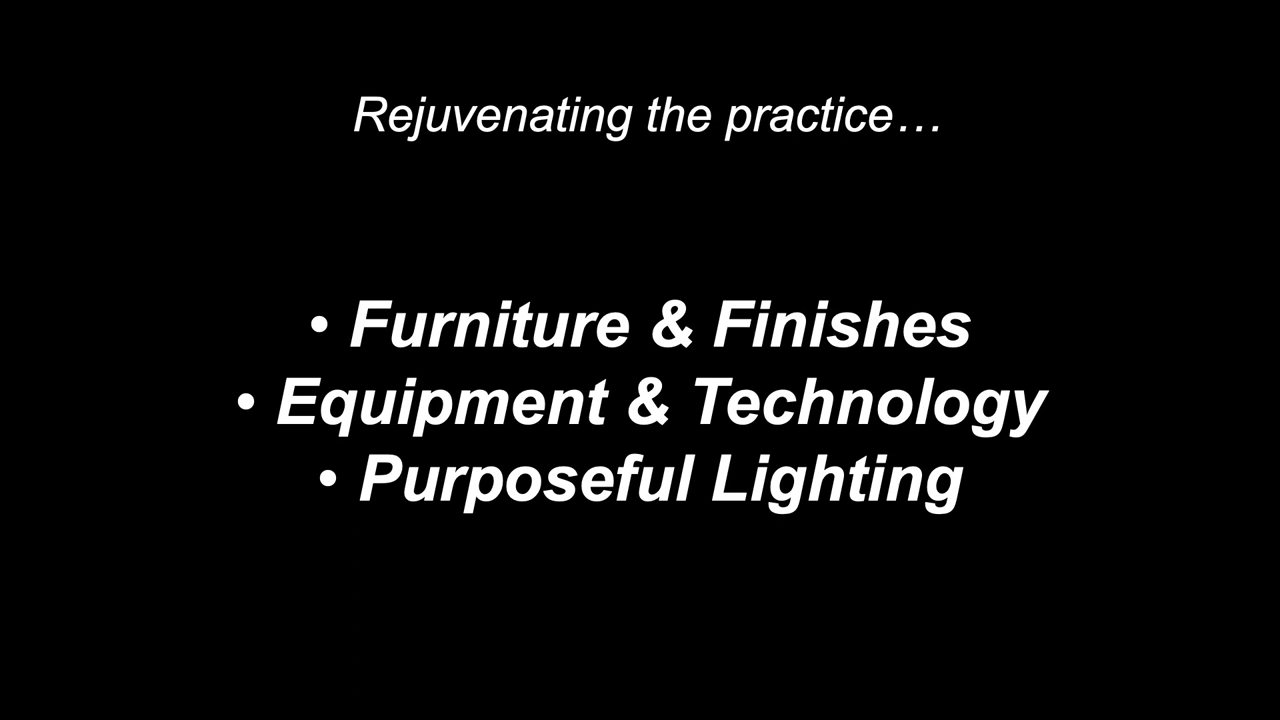 Rejuvenating the practice…
• Furniture & Finishes
• Equipment & Technology
• Purposeful Lighting